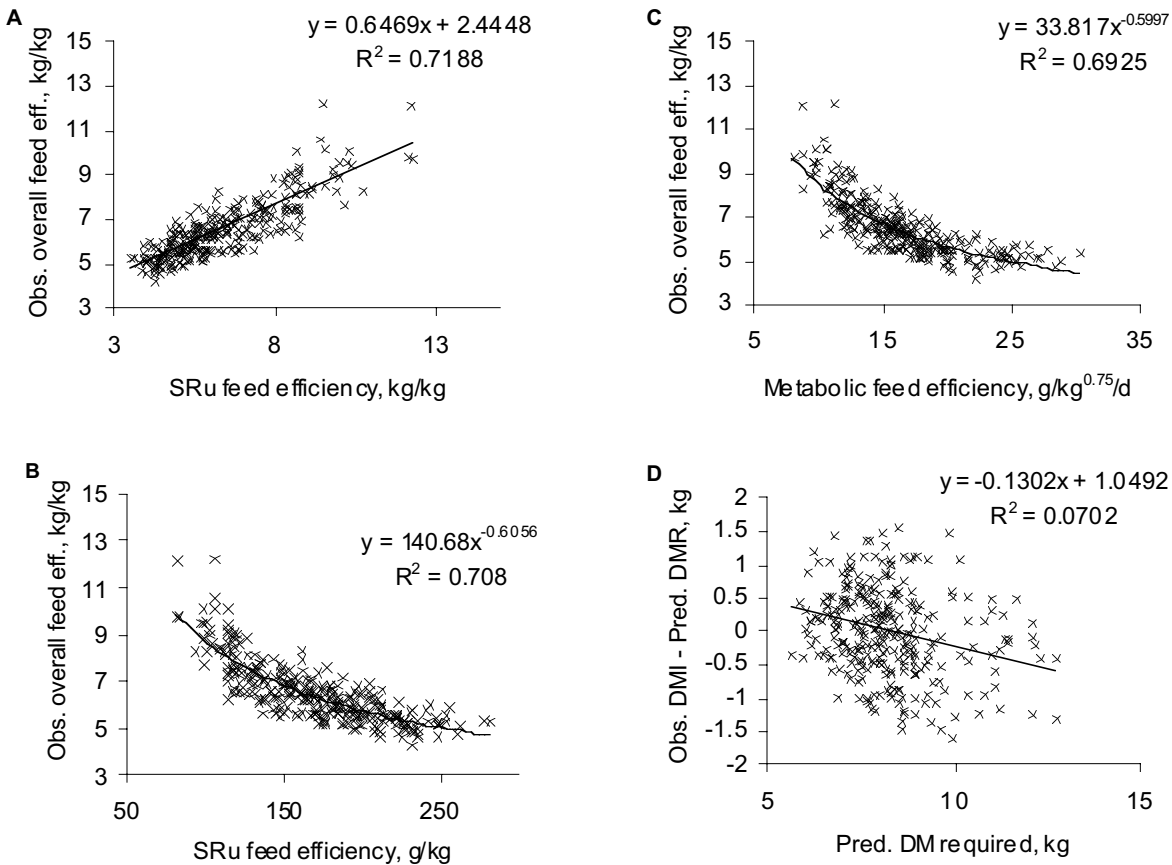 A
y = 0.6469x + 2.4448
R² = 0.7188
Obs. overall feed eff., kg/kg
15
13
11
9
7
5
3
3 8 13
SRu feed efficiency, kg/kg
C
y = 33.817x^-0.5997
R² = 0.6925
Obs. overall feed eff., kg/kg
15
13
11
9
7
5
3
5 15 25 35
Metabolic feed efficiency, g/kg^0.75/d
B
y = 140.68x^-0.6056
R² = 0.708
Obs. overall feed eff., kg/kg
15
13
11
9
7
5
3
50 150 250
SRu feed efficiency, g/kg
D
y = -0.1302x + 1.0492
R² = 0.0702
Obs. DMI - Pred. DMR, kg
2
1.5
1
0.5
0
-0.5
-1
-1.5
-2
5 10 15
Pred. DM required, kg